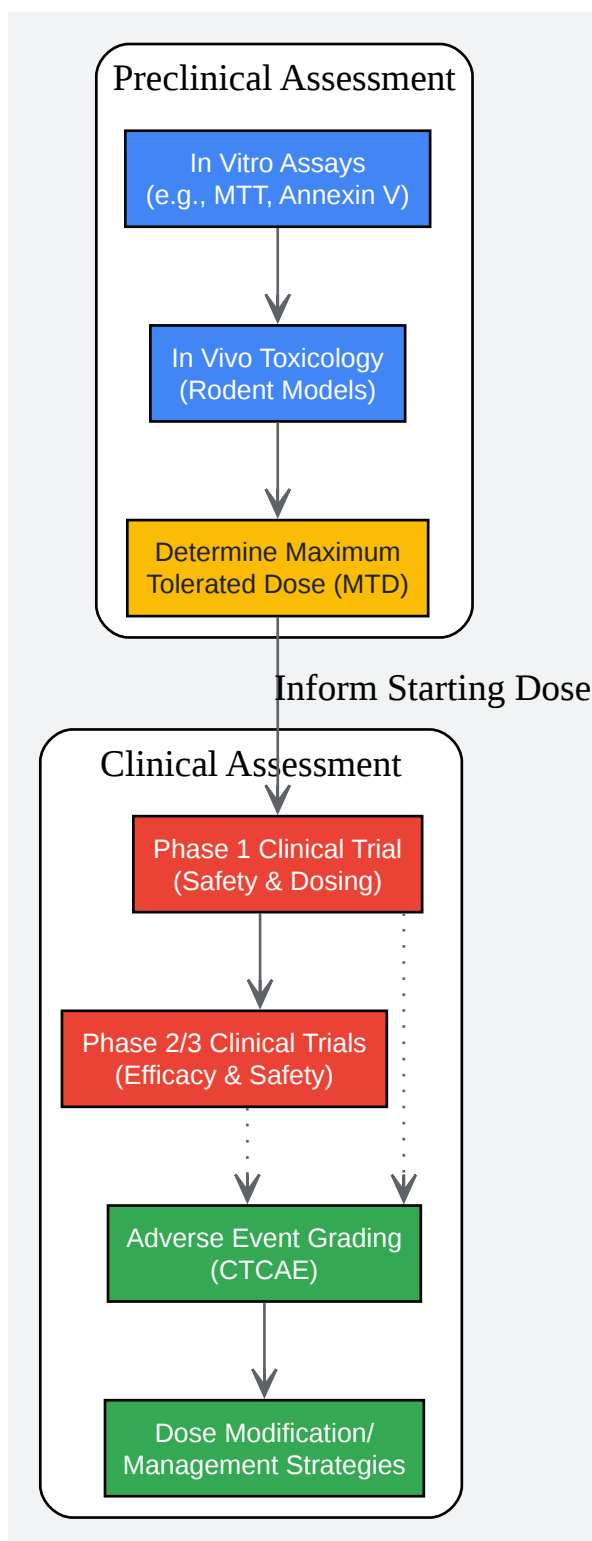 Preclinical Assessment
In Vitro Assays
(e.g., MTT, Annexin V)
In Vivo Toxicology
(Rodent Models)
Determine Maximum
Tolerated Dose (MTD)
Inform Starting Dose
Clinical Assessment
Phase 1 Clinical Trial
(Safety & Dosing)
Phase 2/3 Clinical Trials
(Efficacy & Safety)
Adverse Event Grading
(CTCAE)
Dose Modification/
Management Strategies